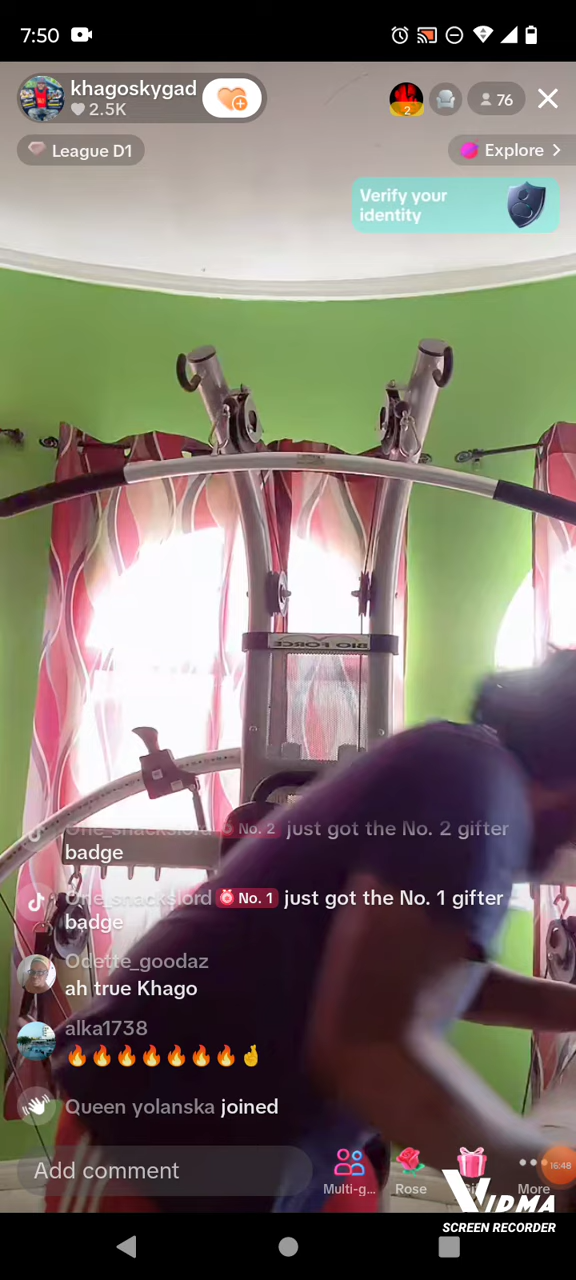 7:50
khagoskygad
2.5K
2
76
League D1
Explore
Verify your
identity
BIO FORCE
One_snackslord No. 2 just got the No. 2 gifter
badge
One_snackslord No. 1 just got the No. 1 gifter
badge
Odette_goodaz
ah true Khago
alka1738
🔥🔥🔥🔥🔥🔥🔥🤞
Queen yolanska joined
Add comment
Multi-g...
Rose
More
16:48
VIDMA
SCREEN RECORDER